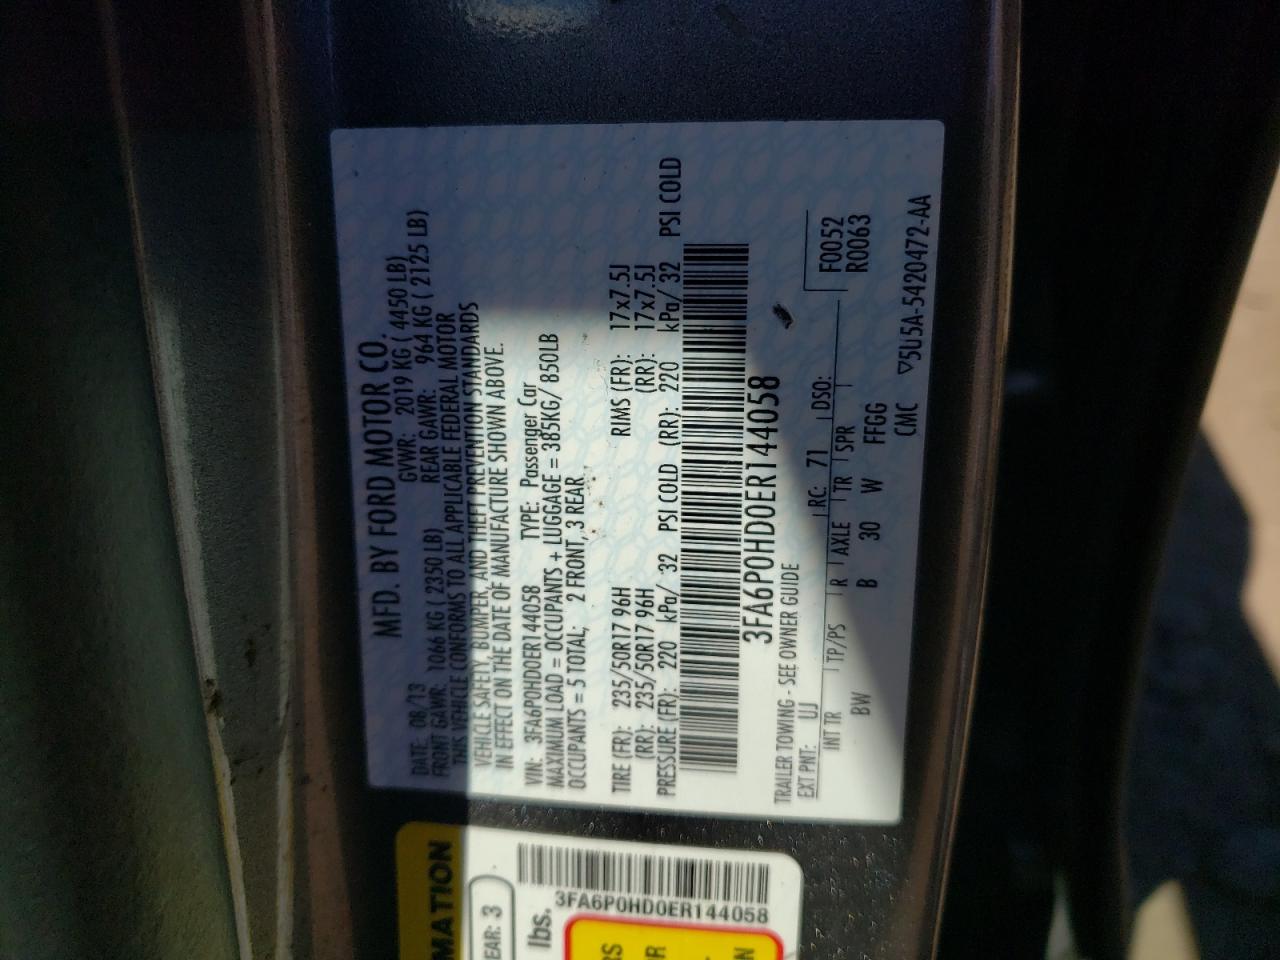 MFD. BY FORD MOTOR CO.
DATE: 08/13 GVWR: 2019 KG ( 4450 LB)
FRONT GAWR: 1066 KG ( 2350 LB) REAR GAWR: 964 KG ( 2125 LB)
THIS VEHICLE CONFORMS TO ALL APPLICABLE FEDERAL MOTOR
VEHICLE SAFETY, BUMPER, AND THEFT PREVENTION STANDARDS
IN EFFECT ON THE DATE OF MANUFACTURE SHOWN ABOVE.
VIN: 3FA6P0HD0ER144058 TYPE: Passenger Car
MAXIMUM LOAD = OCCUPANTS + LUGGAGE = 385KG/ 850LB
OCCUPANTS = 5 TOTAL; 2 FRONT, 3 REAR
TIRE (FR): 235/50R17 96H RIMS (FR): 17x7.5J
(RR): 235/50R17 96H (RR): 17x7.5J
PRESSURE (FR): 220 kPa/ 32 PSI COLD (RR): 220 kPa/ 32 PSI COLD
3FA6P0HD0ER144058
TRAILER TOWING - SEE OWNER GUIDE
EXT PNT: UJ RC: 71 DSO: F0052
INT TR TP/PS R AXLE TR SPR R0063
BW B 30 W FFGG
CMC ▽5U5A-5420472-AA
MATION
EAR: 3
lbs.
3FA6P0HD0ER144058
RS
R
N